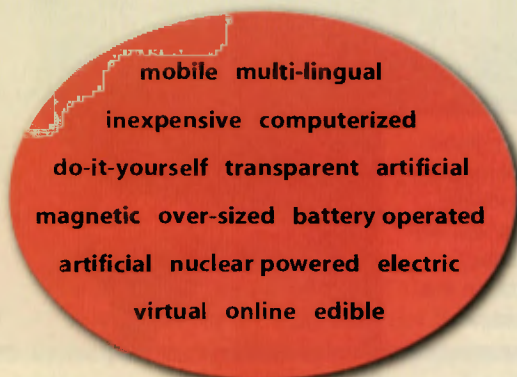 mobile multi-lingual
inexpensive computerized
do-it-yourself transparent artificial
magnetic over-sized battery operated
artificial nuclear powered electric
virtual online edible